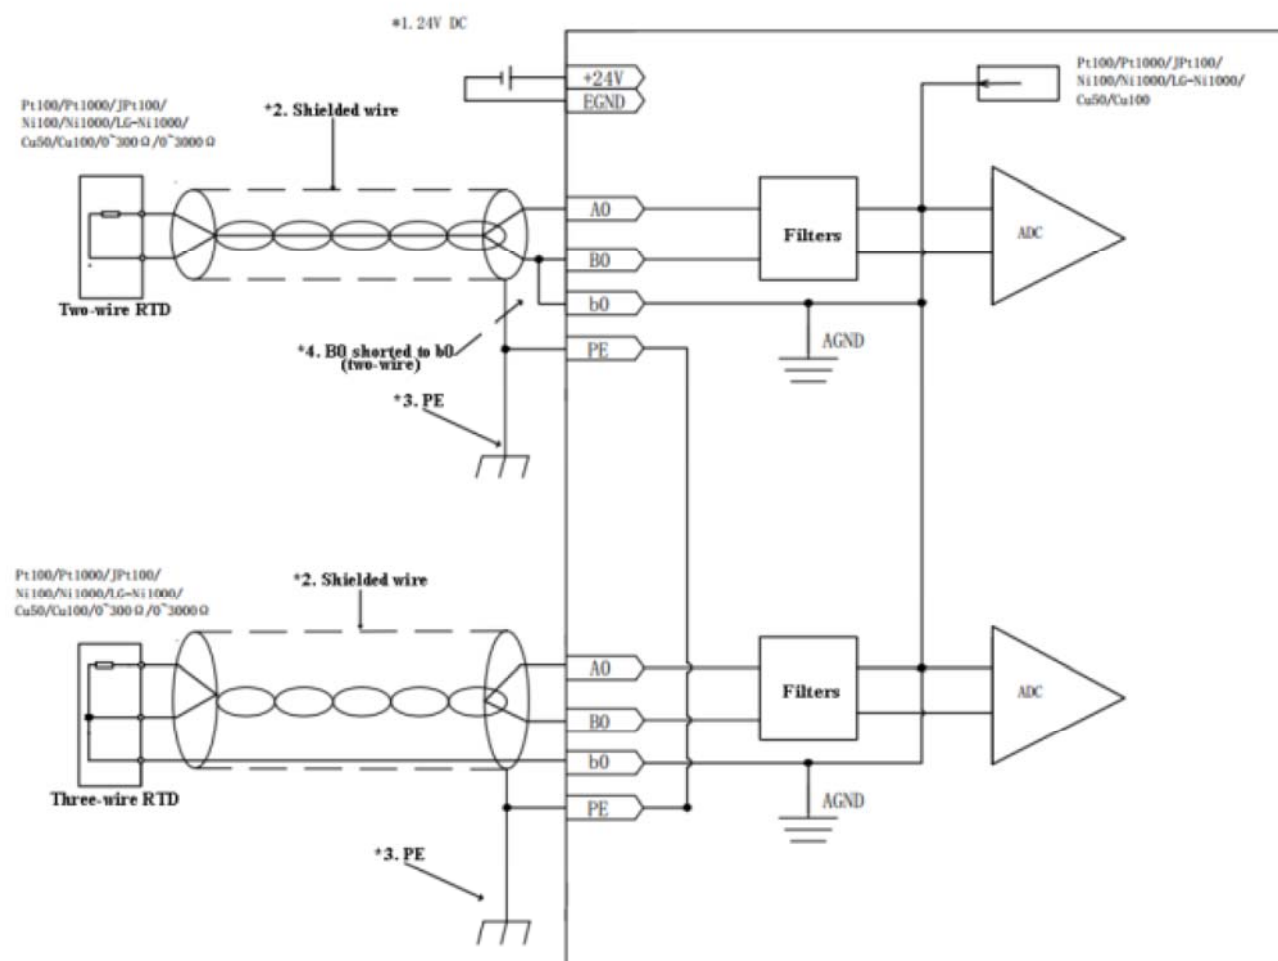 *1. 24V DC
+24V
EGND
Pt100/Pt1000/JPt100/
Ni100/Ni1000/LG-Ni1000/
Cu50/Cu100
Pt100/Pt1000/JPt100/
Ni100/Ni1000/LG-Ni1000/
Cu50/Cu100/0~300Ω/0~3000Ω
*2. Shielded wire
A0
B0
b0
PE
Filters
ADC
AGND
Two-wire RTD
*4. B0 shorted to b0
(two-wire)
*3. PE
Pt100/Pt1000/JPt100/
Ni100/Ni1000/LG-Ni1000/
Cu50/Cu100/0~300Ω/0~3000Ω
*2. Shielded wire
A0
B0
b0
PE
Filters
ADC
AGND
Three-wire RTD
*3. PE